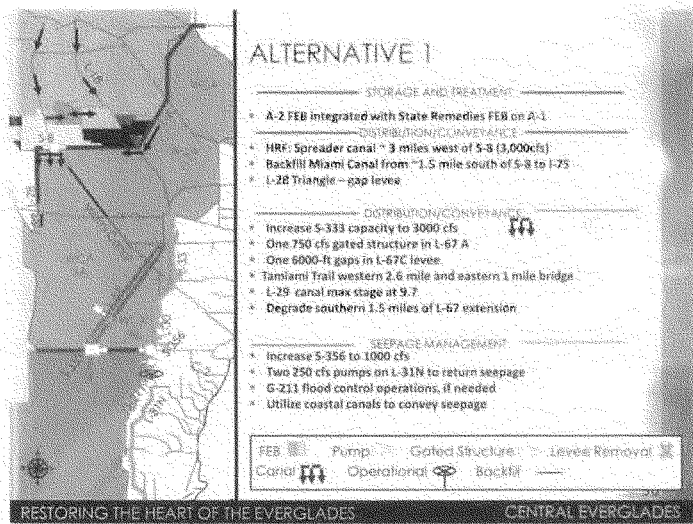 ALTERNATIVE 1
STORAGE AND TREATMENT
* A-2 FEB integrated with State Remedies FEB on A-1
DISTRIBUTION/CONVEYANCE
* HRF: Spreader canal ~ 3 miles west of S-8 (3,000cfs)
* Backfill Miami Canal from ~1.5 mile south of S-8 to I-75
* L-28 Triangle – gap levee
DISTRIBUTION/CONVEYANCE
* Increase S-333 capacity to 3000 cfs
* One 750 cfs gated structure in L-67 A
* One 6000-ft gaps in L-67C levee
* Tamiami Trail western 2.6 mile and eastern 1 mile bridge
* L-29 canal max stage at 9.7
* Degrade southern 1.5 miles of L-67 extension
SEEPAGE MANAGEMENT
* Increase S-356 to 1000 cfs
* Two 250 cfs pumps on L-31N to return seepage
* G-211 flood control operations, if needed
* Utilize coastal canals to convey seepage
FEB Pump Gated Structure Levee Removal
Canal Operational Backfill
S-8
S-356
RESTORING THE HEART OF THE EVERGLADES CENTRAL EVERGLADES